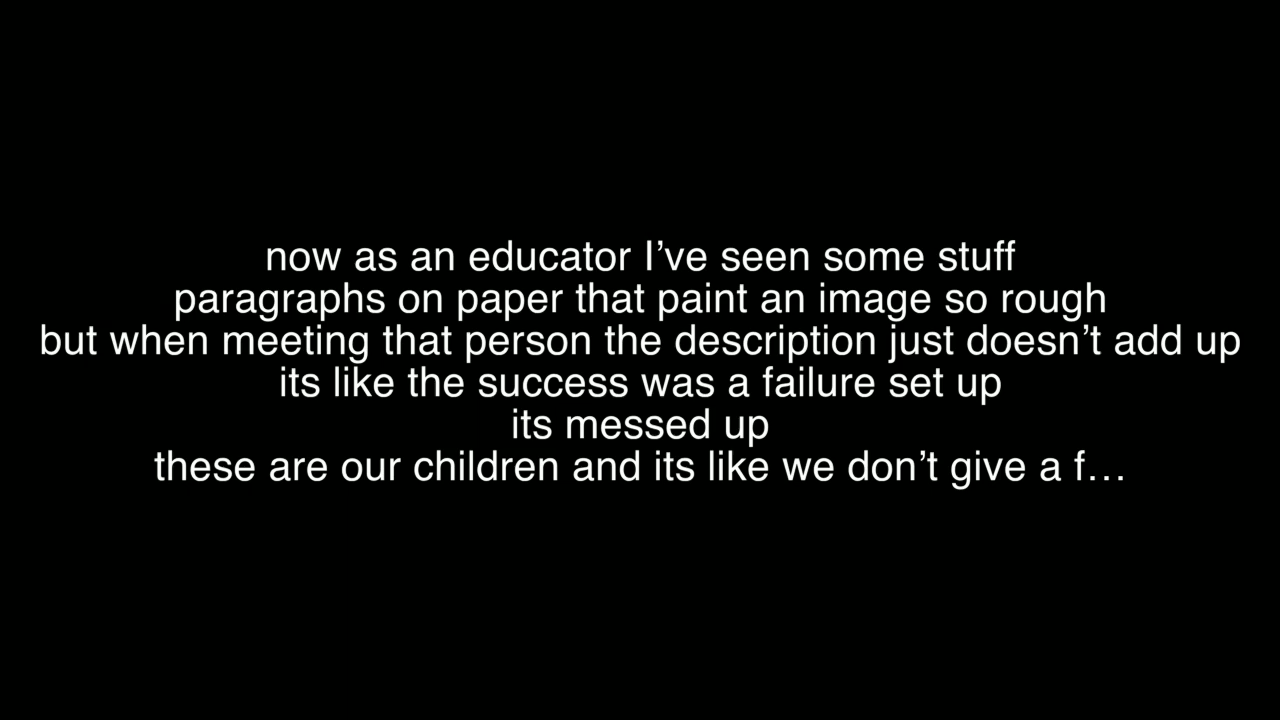 now as an educator I’ve seen some stuff
paragraphs on paper that paint an image so rough
but when meeting that person the description just doesn’t add up
its like the success was a failure set up
its messed up
these are our children and its like we don’t give a f…